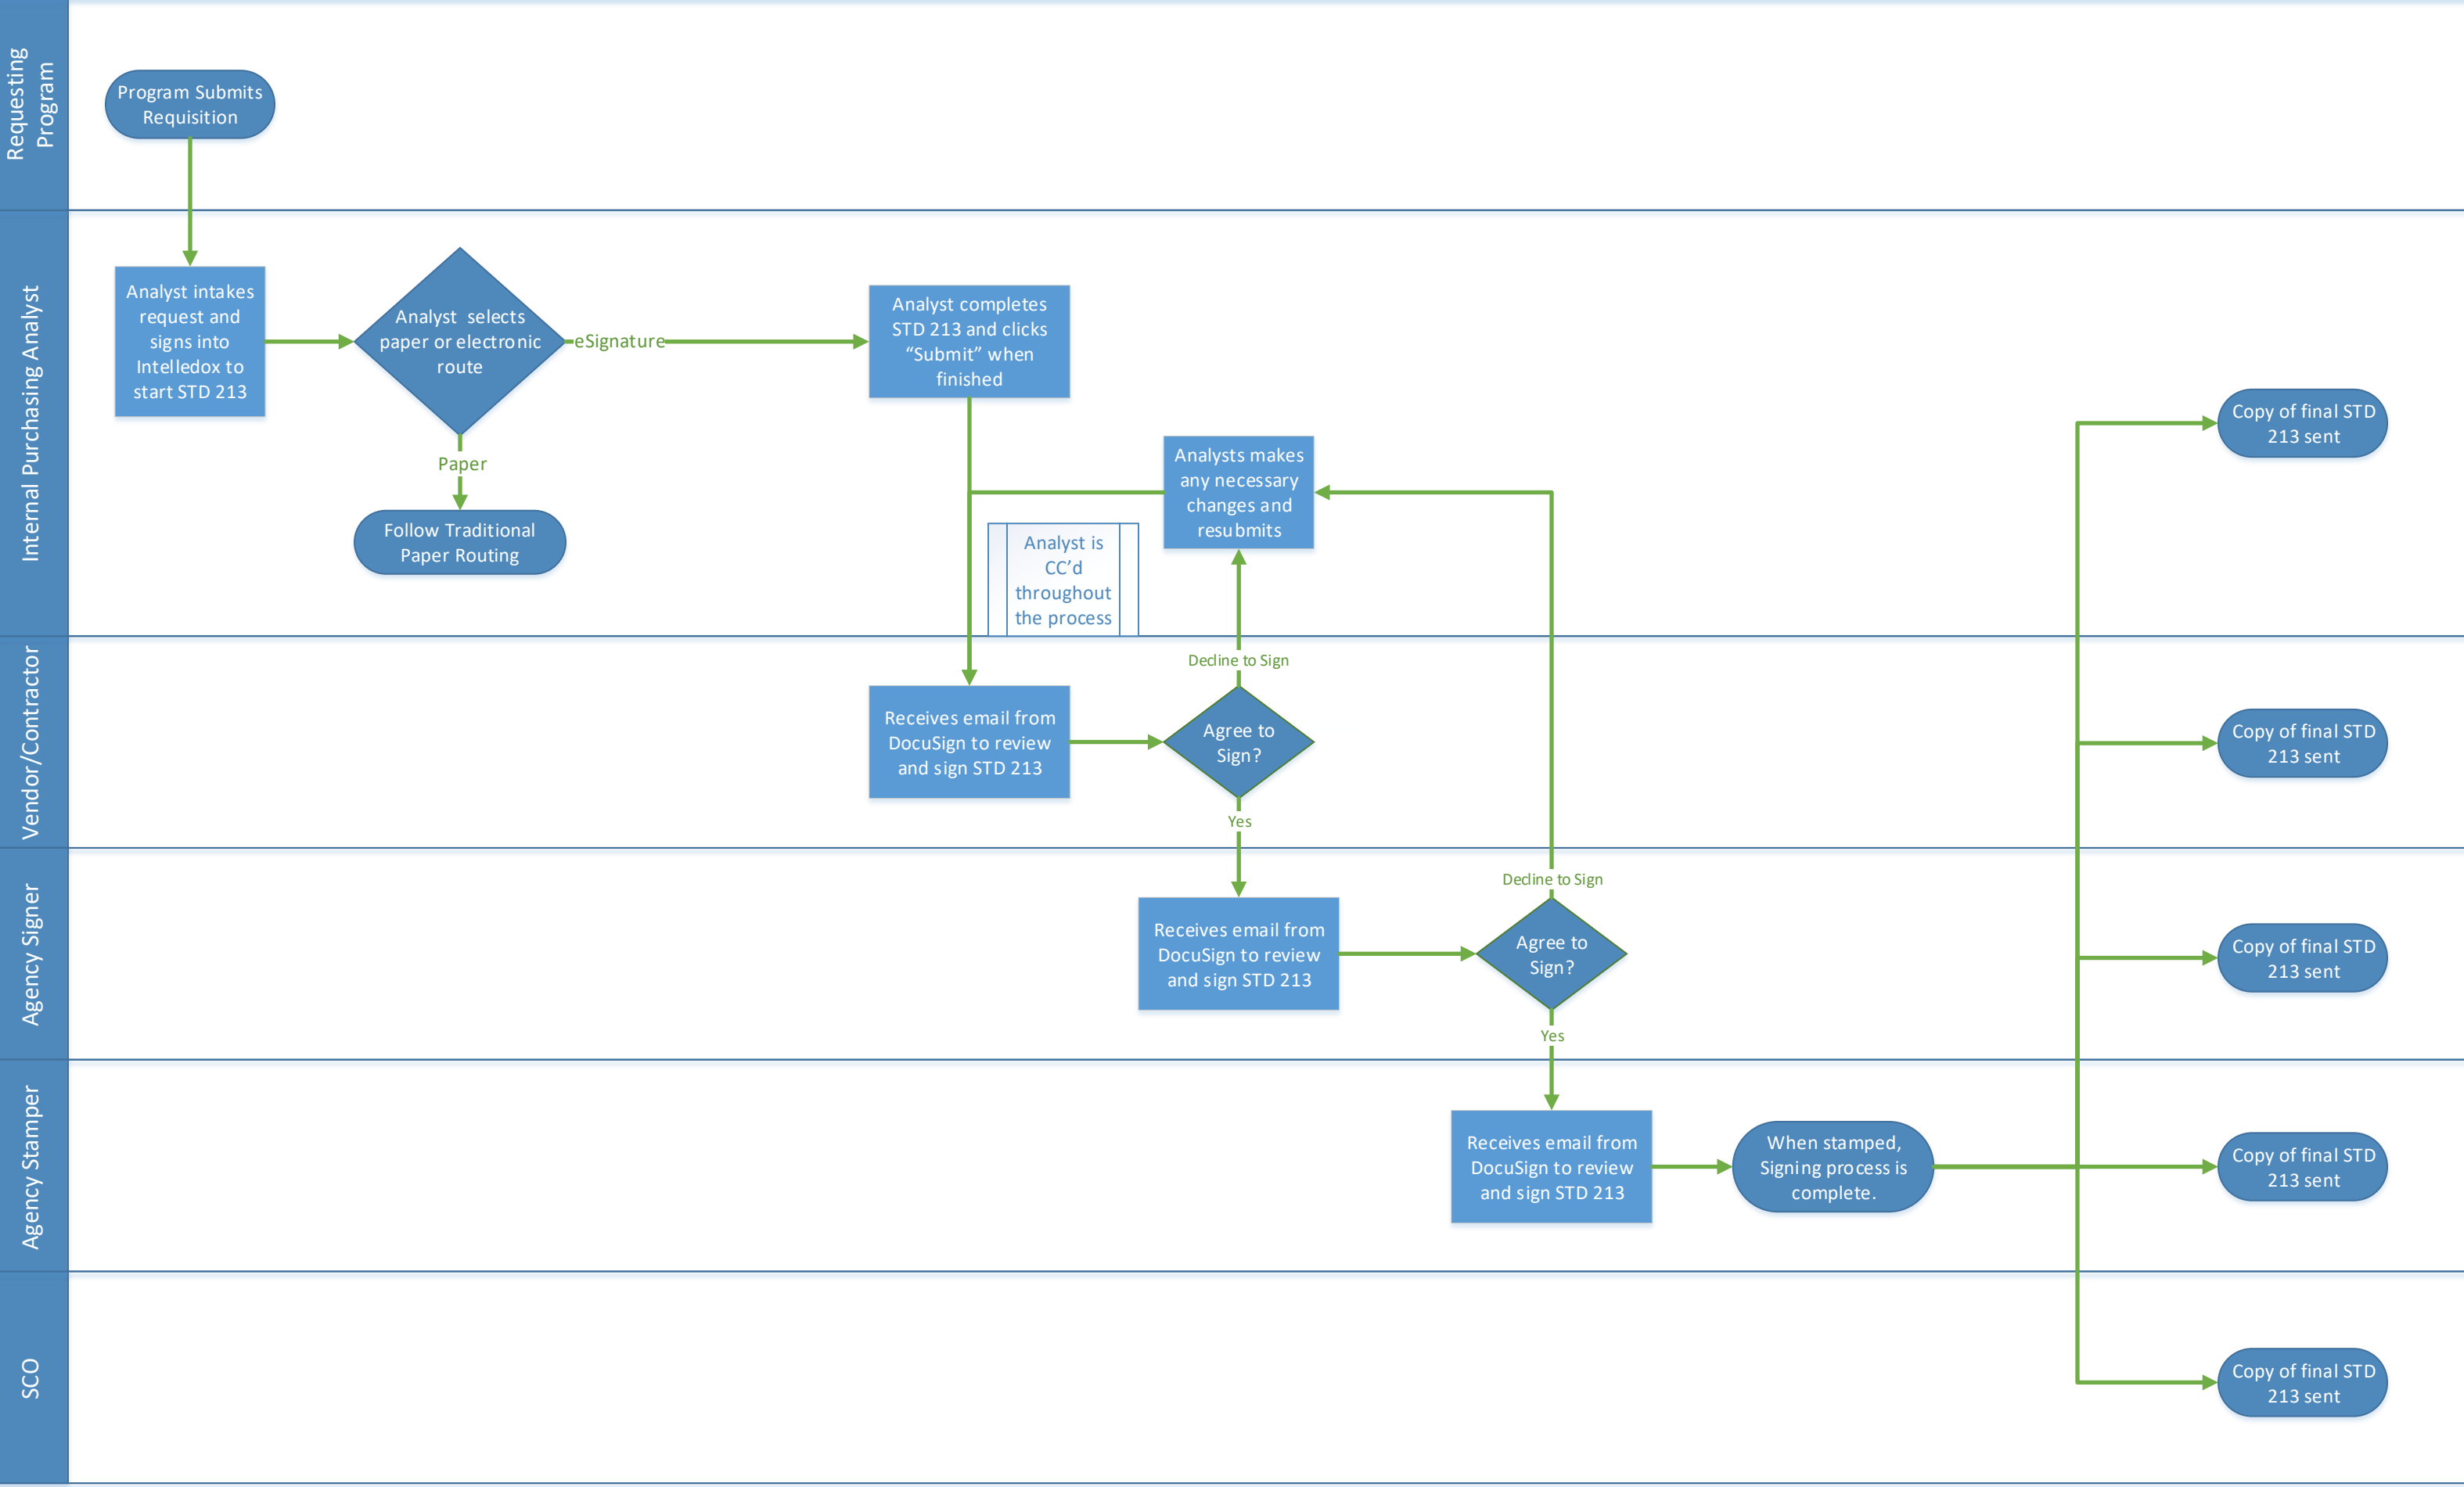 Requesting
Program
Program Submits
Requisition
Internal Purchasing Analyst
Analyst intakes
request and
signs into
Intelledox to
start STD 213
Analyst selects
paper or electronic
route
eSignature
Paper
Follow Traditional
Paper Routing
Analyst completes
STD 213 and clicks
“Submit” when
finished
Analysts makes
any necessary
changes and
resubmits
Analyst is
CC’d
throughout
the process
Copy of final STD
213 sent
Vendor/Contractor
Receives email from
DocuSign to review
and sign STD 213
Decline to Sign
Agree to
Sign?
Yes
Copy of final STD
213 sent
Agency Signer
Receives email from
DocuSign to review
and sign STD 213
Decline to Sign
Agree to
Sign?
Yes
Copy of final STD
213 sent
Agency Stamper
Receives email from
DocuSign to review
and sign STD 213
When stamped,
Signing process is
complete.
Copy of final STD
213 sent
SCO
Copy of final STD
213 sent